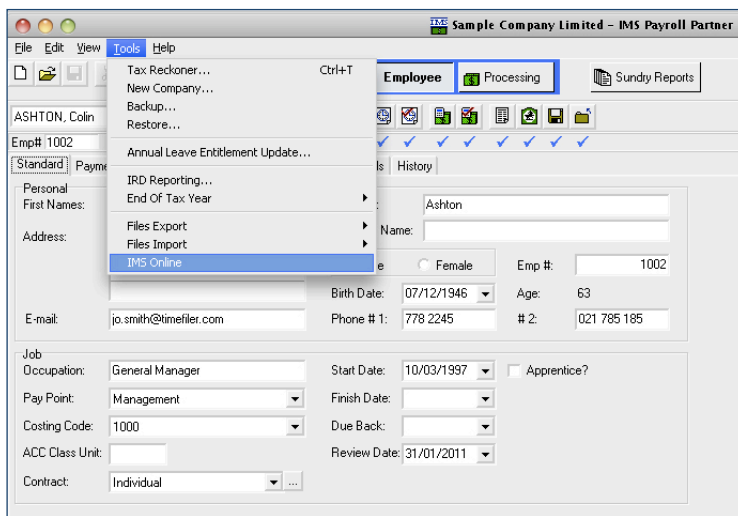 IMS Sample Company Limited - IMS Payroll Partner
File Edit View Tools Help
Tax Reckoner... Ctrl+T
New Company...
Backup...
Restore...
Annual Leave Entitlement Update...
IRD Reporting...
End Of Tax Year
Files Export
Files Import
IMS Online
Employee Processing Sundry Reports
ASHTON, Colin
Emp# 1002
Standard History
Personal
First Names: Ashton
Address: Name:
Female Emp #: 1002
Birth Date: 07/12/1946 Age: 63
E-mail: jo.smith@timefiler.com Phone # 1: 778 2245 # 2: 021 785 185
Job
Occupation: General Manager Start Date: 10/03/1997 Apprentice?
Pay Point: Management Finish Date:
Costing Code: 1000 Due Back:
ACC Class Unit: Review Date: 31/01/2011
Contract: Individual ...